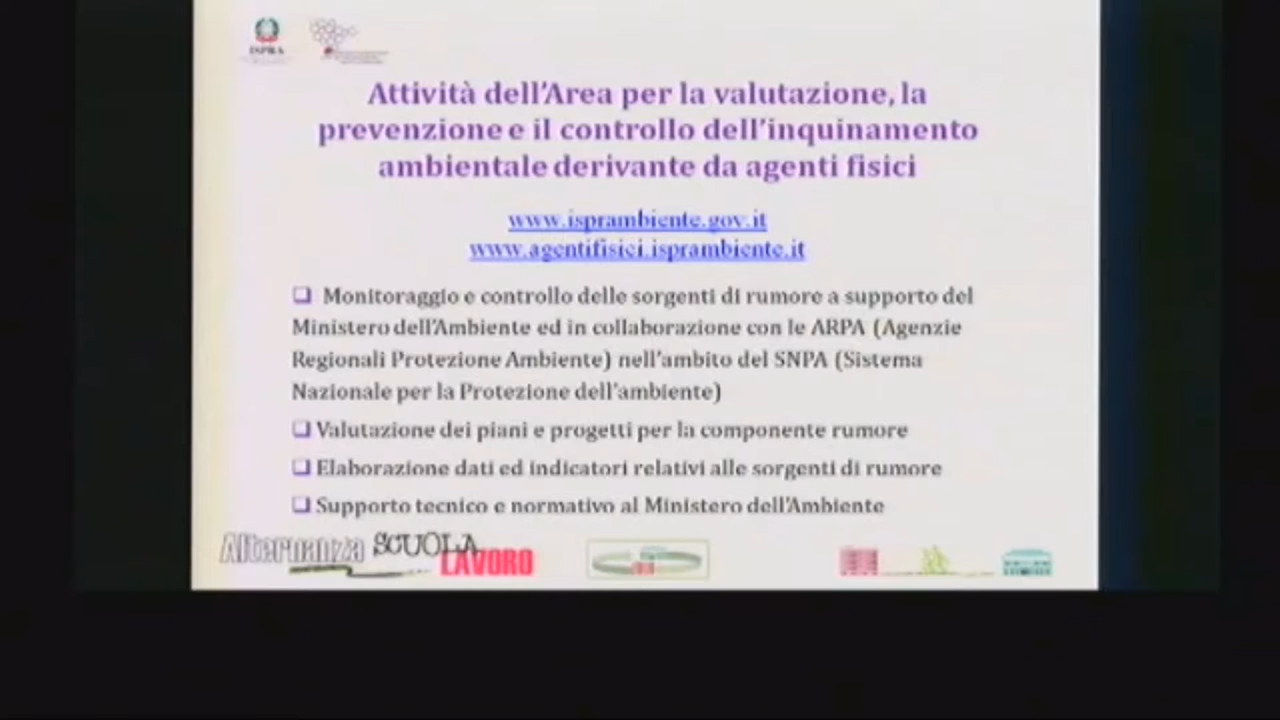 ISPRA
Attività dell'Area per la valutazione, la
prevenzione e il controllo dell'inquinamento
ambientale derivante da agenti fisici
www.isprambiente.gov.it
www.agentifisici.isprambiente.it
❑ Monitoraggio e controllo delle sorgenti di rumore a supporto del
Ministero dell'Ambiente ed in collaborazione con le ARPA (Agenzie
Regionali Protezione Ambiente) nell'ambito del SNPA (Sistema
Nazionale per la Protezione dell'ambiente)
❑ Valutazione dei piani e progetti per la componente rumore
❑ Elaborazione dati ed indicatori relativi alle sorgenti di rumore
❑ Supporto tecnico e normativo al Ministero dell'Ambiente
Alternanza SCUOLA
LAVORO